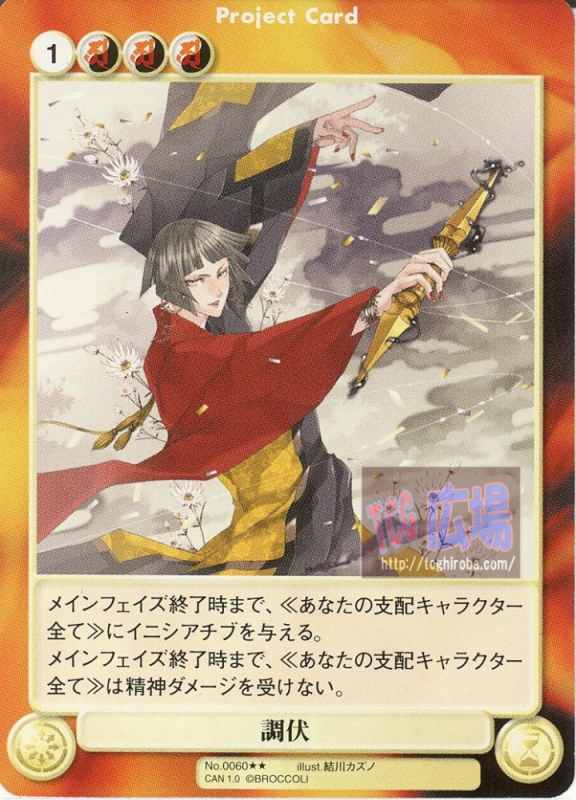 Project Card
1
TCG広場
http://tcghiroba.com/
メインフェイズ終了時まで、≪あなたの支配キャラクター
全て≫にイニシアチブを与える。
メインフェイズ終了時まで、≪あなたの支配キャラクター
全て≫は精神ダメージを受けない。
調伏
No.0060★★ illust.結川カズノ
CAN 1.0 ©BROCCOLI